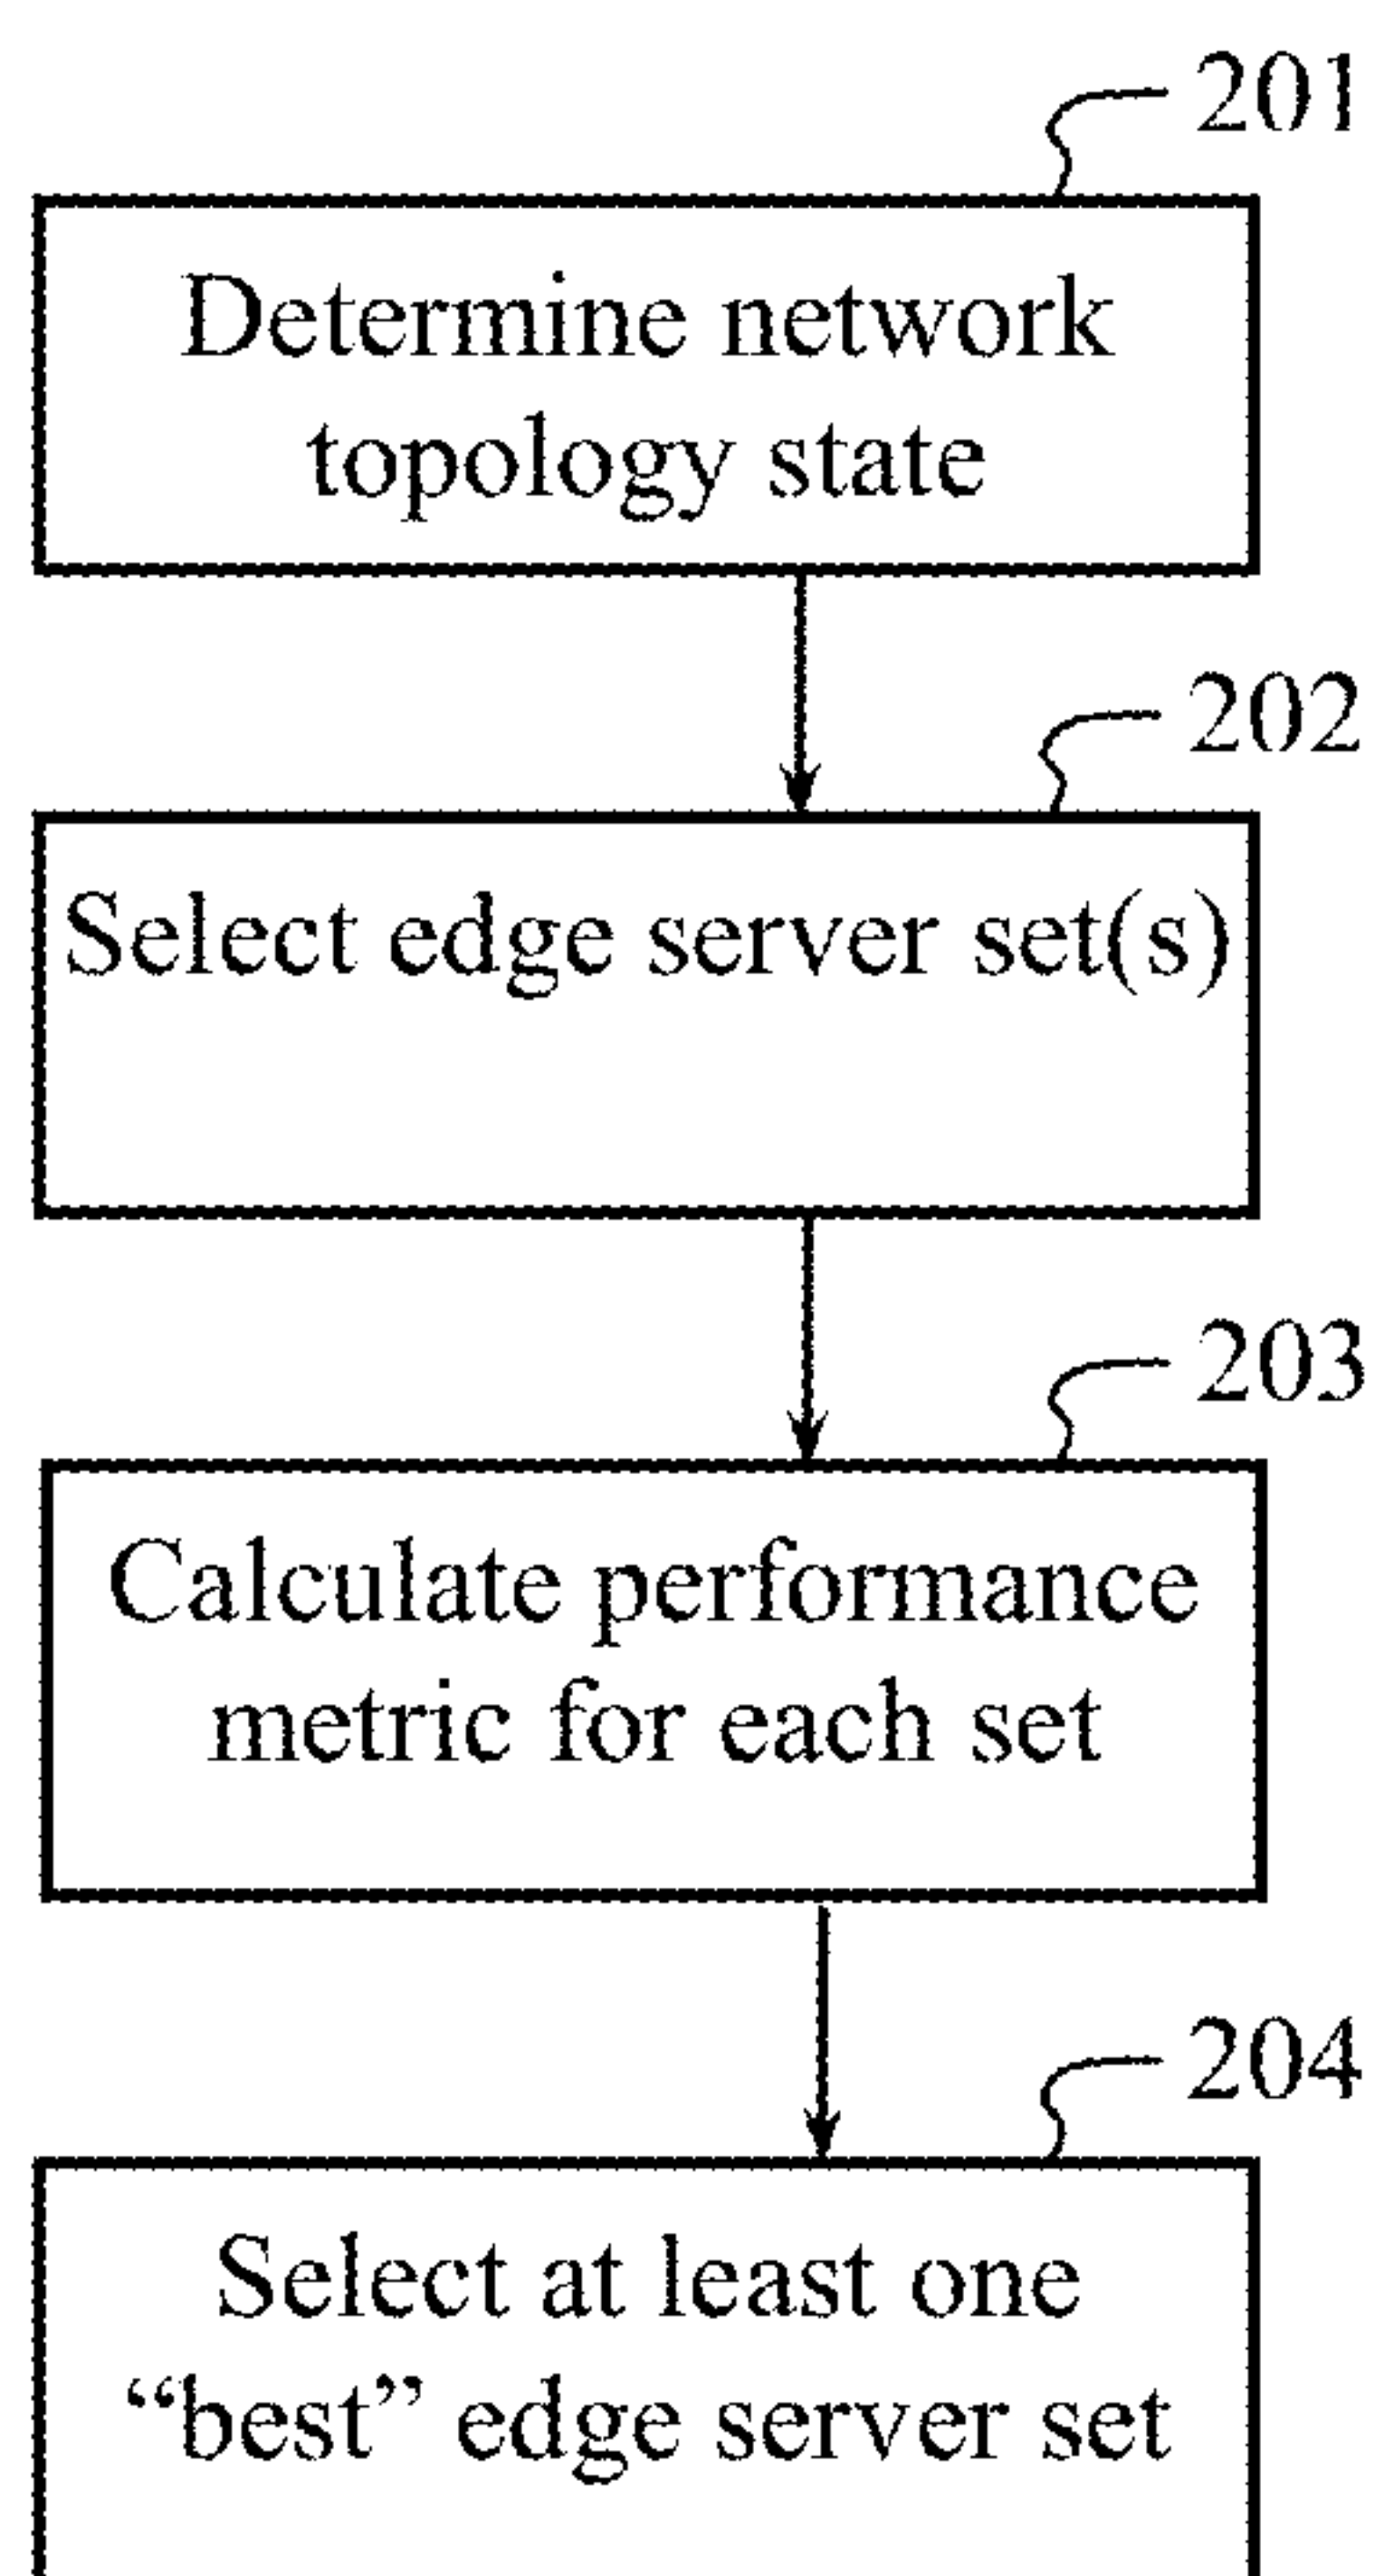 201
Determine network
topology state
202
Select edge server set(s)
203
Calculate performance
metric for each set
204
Select at least one
“best” edge server set